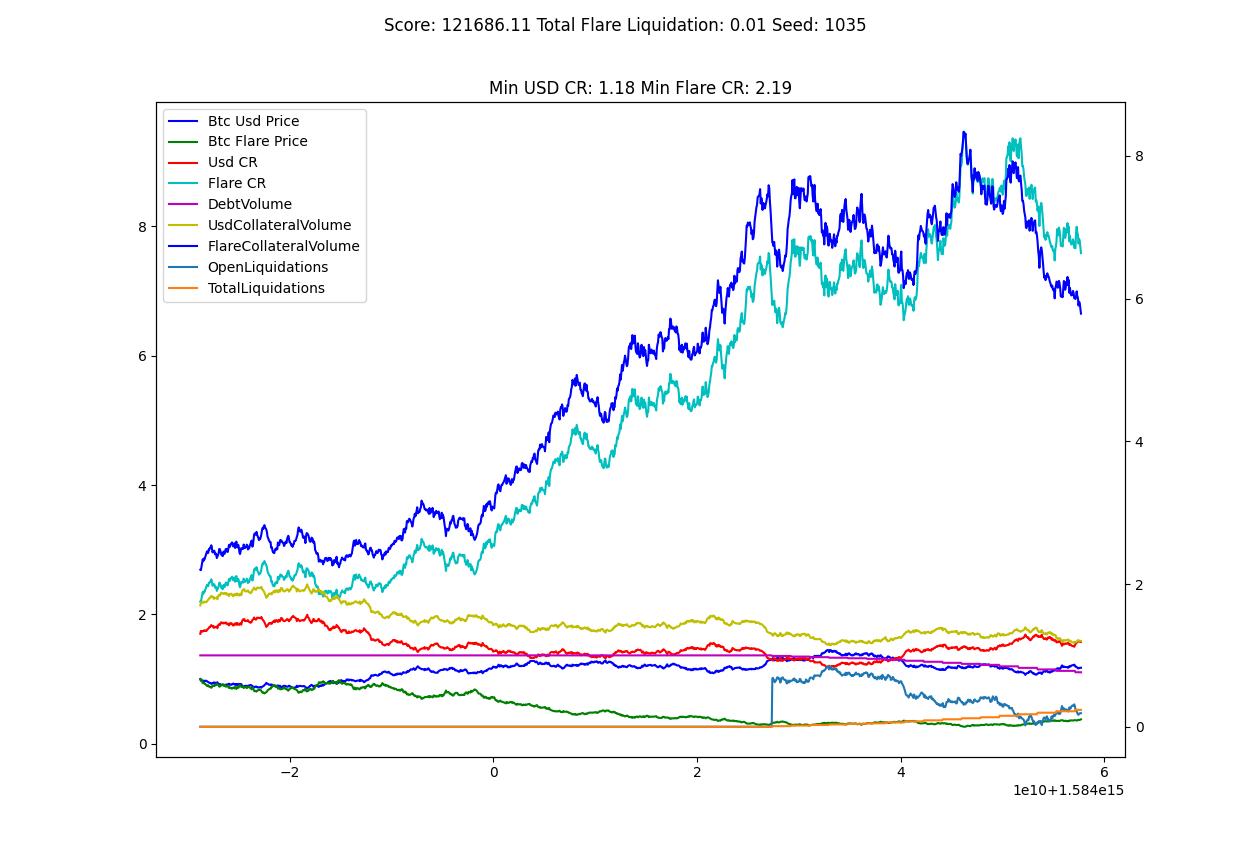 Score: 121686.11 Total Flare Liquidation: 0.01 Seed: 1035
Min USD CR: 1.18 Min Flare CR: 2.19
Btc Usd Price
Btc Flare Price
Usd CR
Flare CR
DebtVolume
UsdCollateralVolume
FlareCollateralVolume
OpenLiquidations
TotalLiquidations
8
6
4
2
0
8
6
4
2
0
−2 0 2 4 6
1e10+1.584e15